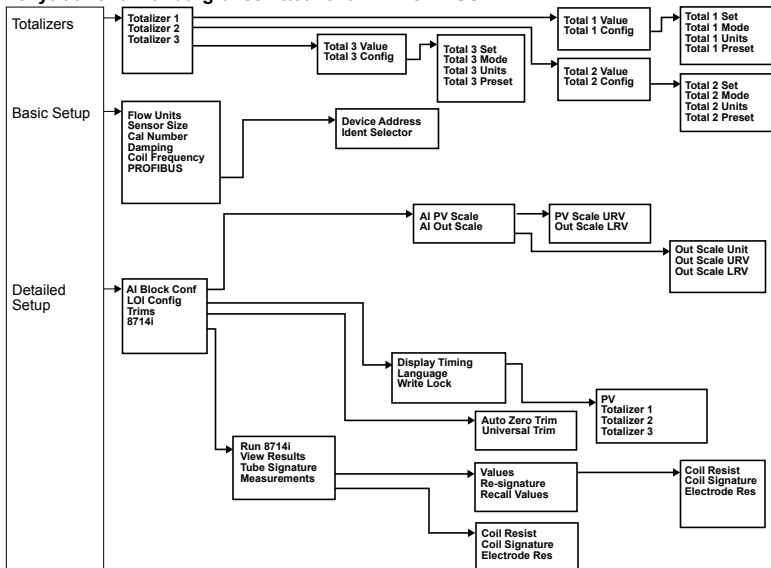 Totalizers
Totalizer 1
Totalizer 2
Totalizer 3
Total 1 Value
Total 1 Config
Total 1 Set
Total 1 Mode
Total 1 Units
Total 1 Preset
Total 3 Value
Total 3 Config
Total 3 Set
Total 3 Mode
Total 3 Units
Total 3 Preset
Total 2 Value
Total 2 Config
Total 2 Set
Total 2 Mode
Total 2 Units
Total 2 Preset
Basic Setup
Flow Units
Sensor Size
Cal Number
Damping
Coil Frequency
PROFIBUS
Device Address
Ident Selector
Detailed
Setup
AI Block Conf
LOI Config
Trims
8714i
AI PV Scale
AI Out Scale
PV Scale URV
Out Scale LRV
Out Scale Unit
Out Scale URV
Out Scale LRV
Display Timing
Language
Write Lock
PV
Totalizer 1
Totalizer 2
Totalizer 3
Auto Zero Trim
Universal Trim
Run 8714i
View Results
Tube Signature
Measurements
Values
Re-signature
Recall Values
Coil Resist
Coil Signature
Electrode Res
Coil Resist
Coil Signature
Electrode Res